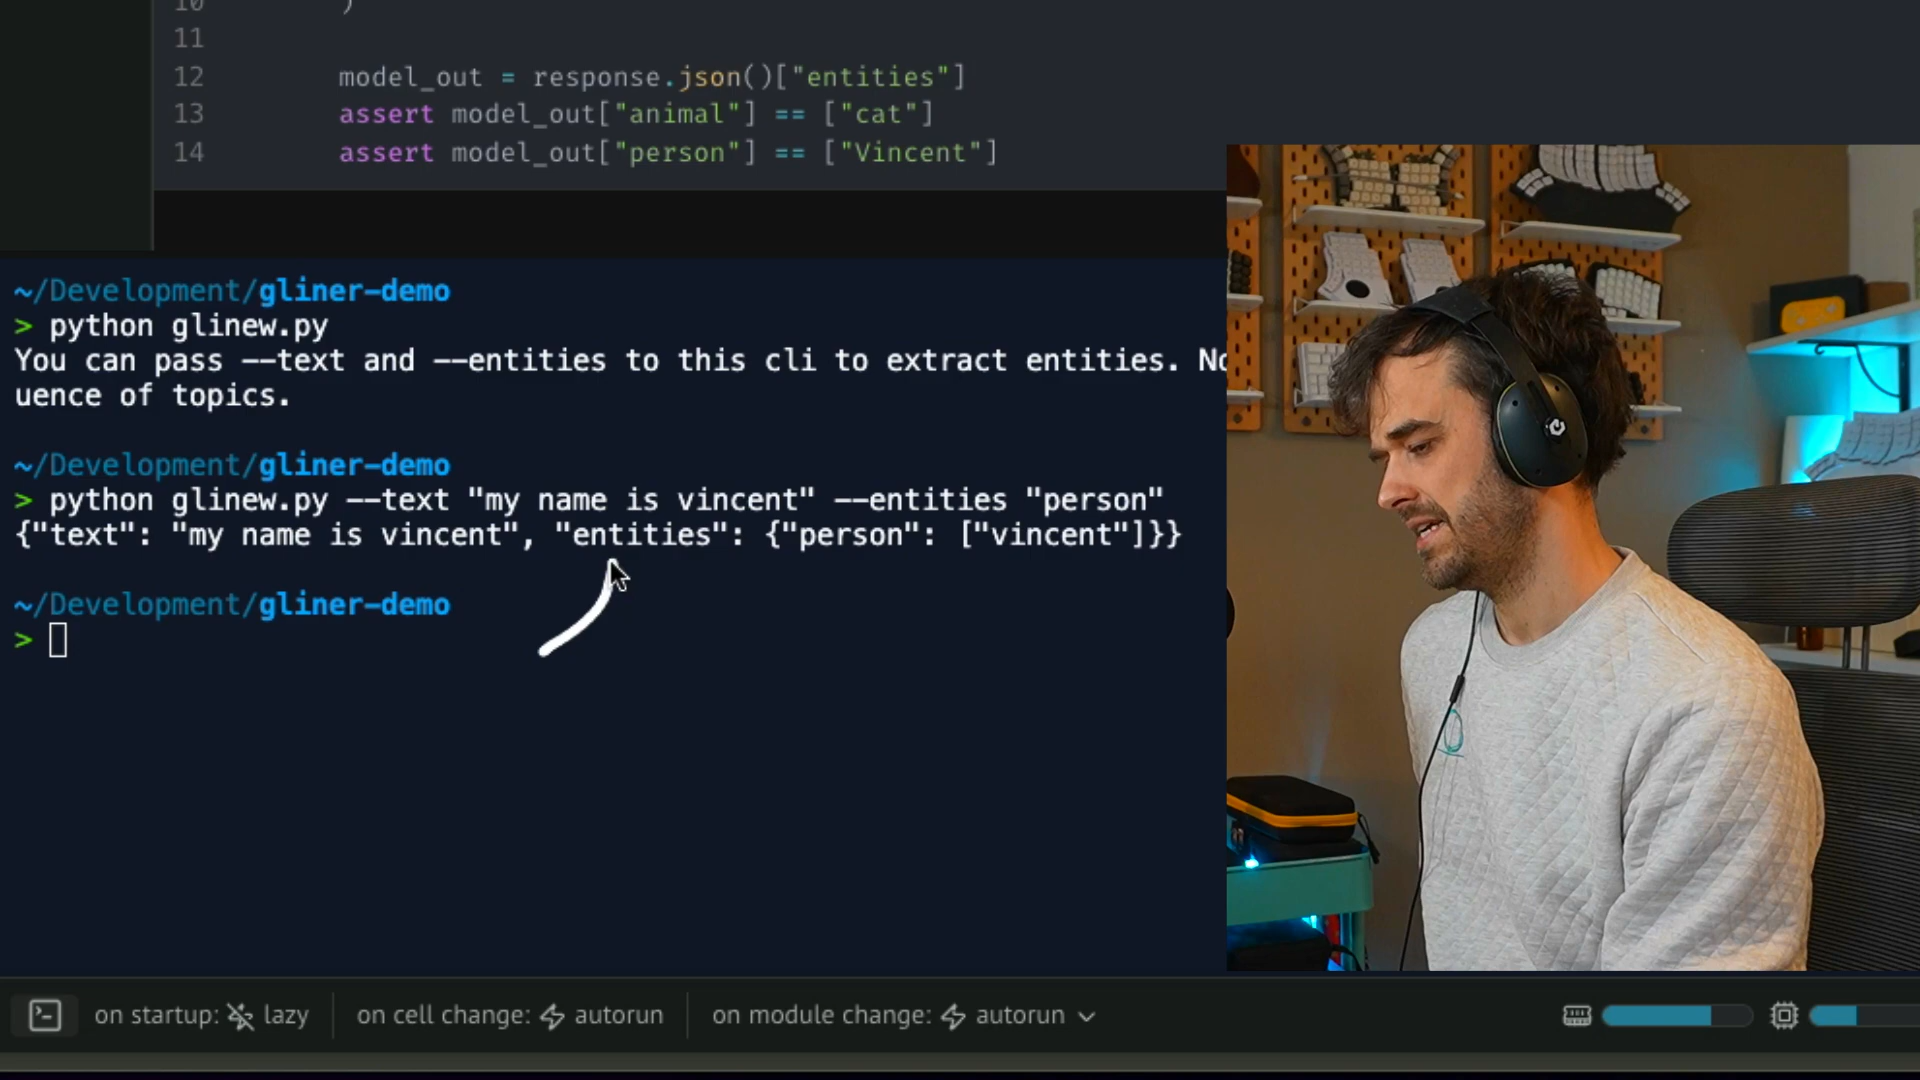 10 )
11
12 model_out = response.json()["entities"]
13 assert model_out["animal"] == ["cat"]
14 assert model_out["person"] == ["Vincent"]
~/Development/gliner-demo
> python glinew.py
You can pass --text and --entities to this cli to extract entities. No
uence of topics.
~/Development/gliner-demo
> python glinew.py --text "my name is vincent" --entities "person"
{"text": "my name is vincent", "entities": {"person": ["vincent"]}}
~/Development/gliner-demo
>
on startup: lazy on cell change: autorun on module change: autorun